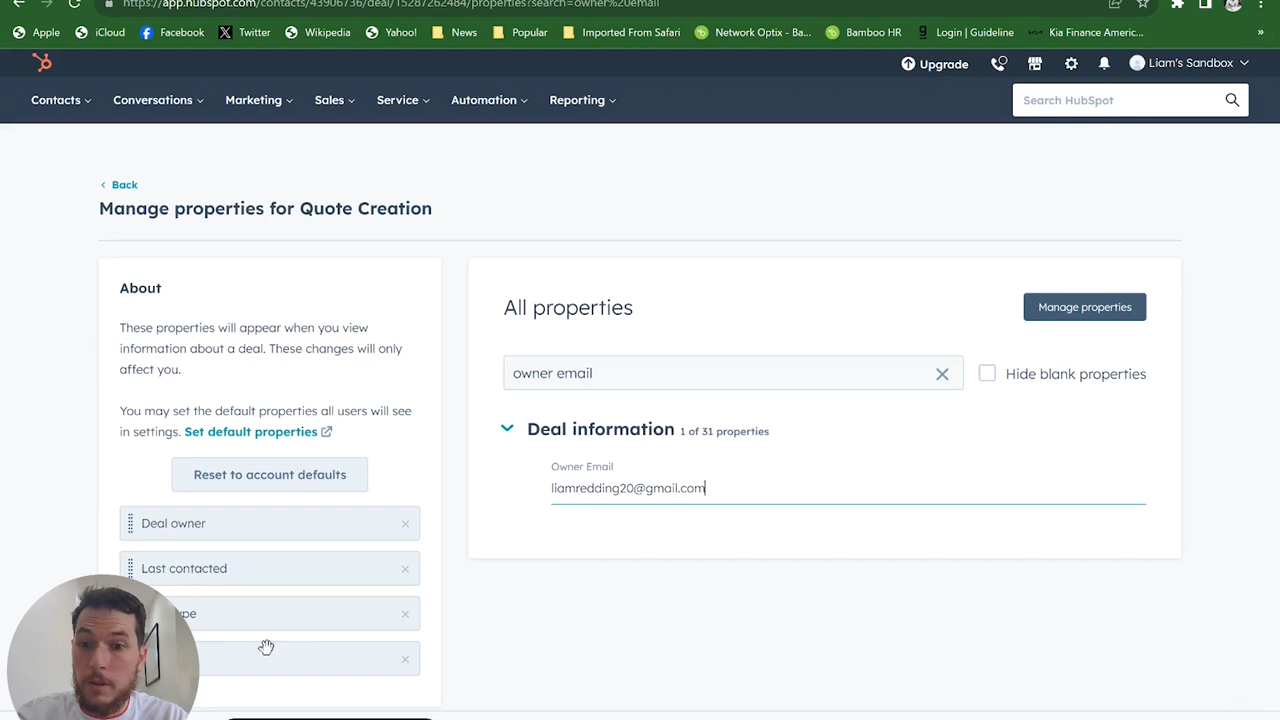 https://app.hubspot.com/contacts/43906736/deal/15287262484/properties?search=owner%20email
Apple iCloud Facebook Twitter Wikipedia Yahoo! News Popular Imported From Safari Network Optix - Ba... Bamboo HR Login | Guideline Kia Finance Americ... »
Upgrade Liam's Sandbox
Contacts Conversations Marketing Sales Service Automation Reporting Search HubSpot
Back
Manage properties for Quote Creation
About
These properties will appear when you view
information about a deal. These changes will only
affect you.
You may set the default properties all users will see
in settings. Set default properties
Reset to account defaults
Deal owner
Last contacted
All properties
Manage properties
owner email
Hide blank properties
Deal information 1 of 31 properties
Owner Email
liamredding20@gmail.com